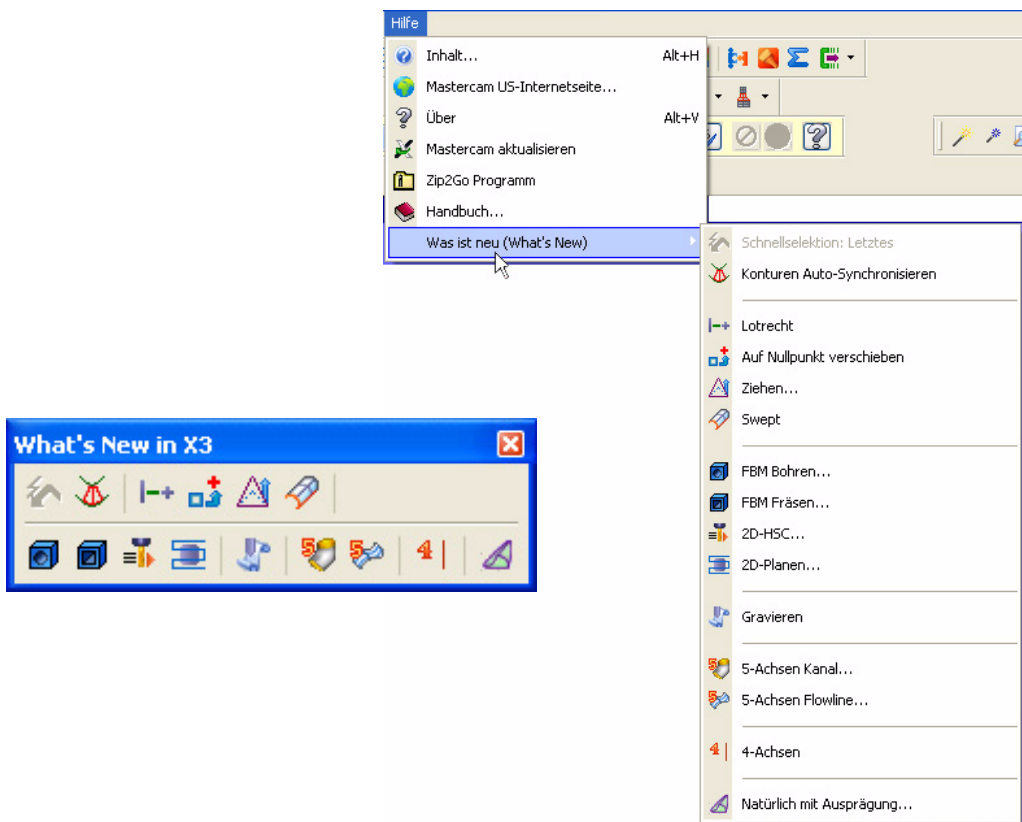 Hilfe
Inhalt... Alt+H
Mastercam US-Internetseite...
Über Alt+V
Mastercam aktualisieren
Zip2Go Programm
Handbuch...
Was ist neu (What's New)
Schnellselektion: Letztes
Konturen Auto-Synchronisieren
Lotrecht
Auf Nullpunkt verschieben
Ziehen...
Swept
FBM Bohren...
FBM Fräsen...
2D-HSC...
2D-Planen...
Gravieren
5-Achsen Kanal...
5-Achsen Flowline...
4-Achsen
Natürlich mit Ausprägung...
What's New in X3